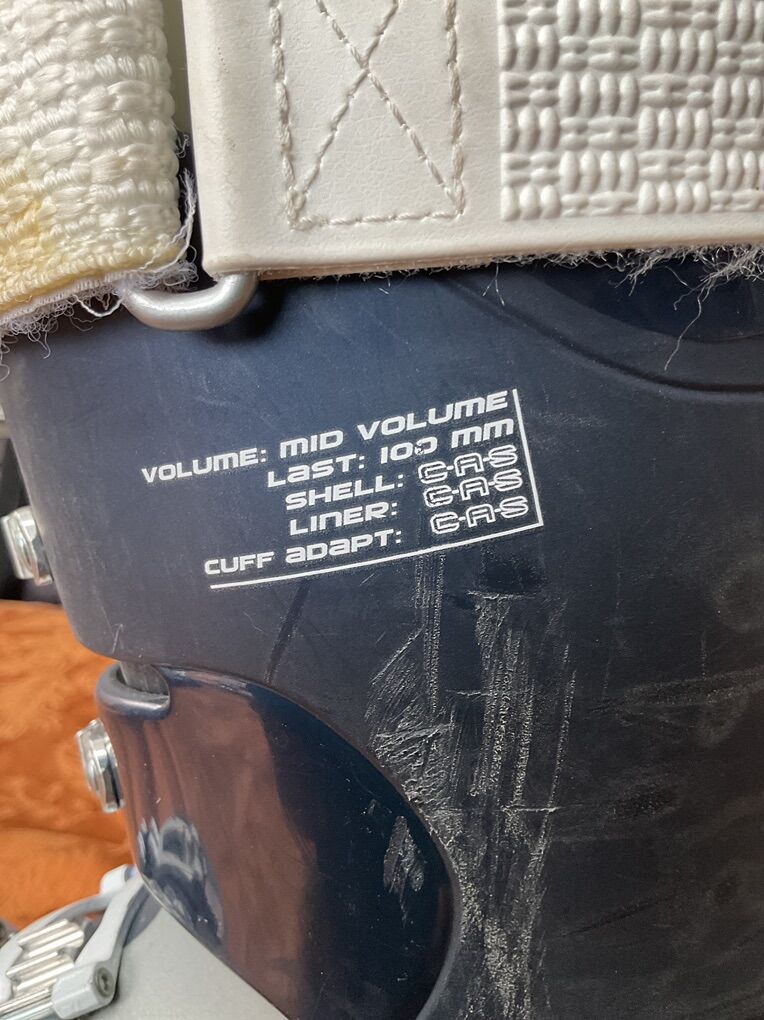 VOLUME: MID VOLUME
LAST: 100 MM
SHELL: C-A-S
LINER: C-A-S
CUFF ADAPT: C-A-S